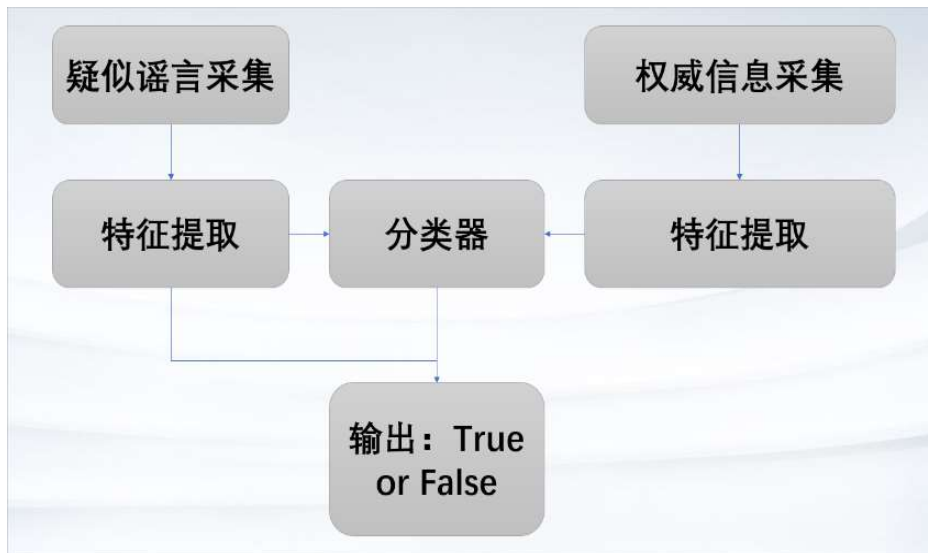 疑似谣言采集
权威信息采集
特征提取
分类器
特征提取
输出：True
or False